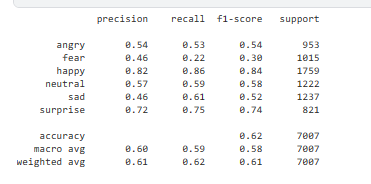 precision recall f1-score support
angry 0.54 0.53 0.54 953
fear 0.46 0.22 0.30 1015
happy 0.82 0.86 0.84 1759
neutral 0.57 0.59 0.58 1222
sad 0.46 0.61 0.52 1237
surprise 0.72 0.75 0.74 821
accuracy 0.62 7007
macro avg 0.60 0.59 0.58 7007
weighted avg 0.61 0.62 0.61 7007